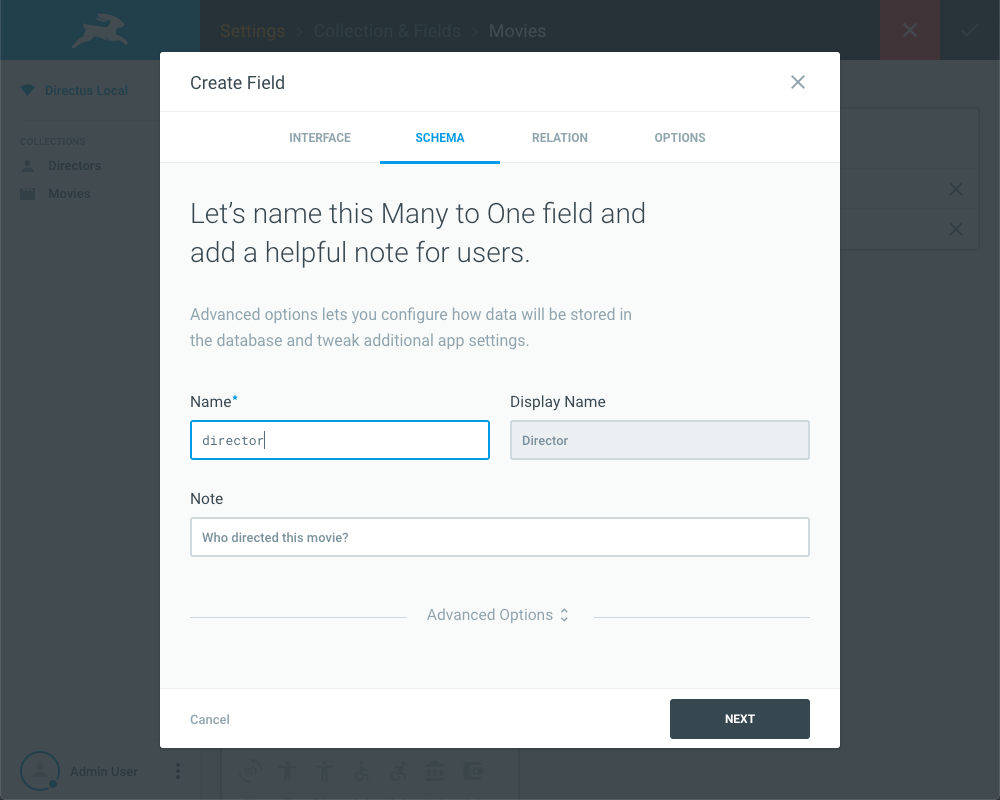 Settings > Collection & Fields > Movies
Directus Local
COLLECTIONS
Directors
Movies
Create Field
INTERFACE SCHEMA RELATION OPTIONS
Let’s name this Many to One field and
add a helpful note for users.
Advanced options lets you configure how data will be stored in
the database and tweak additional app settings.
Name* Display Name
director Director
Note
Who directed this movie?
Advanced Options
Cancel NEXT
Admin User